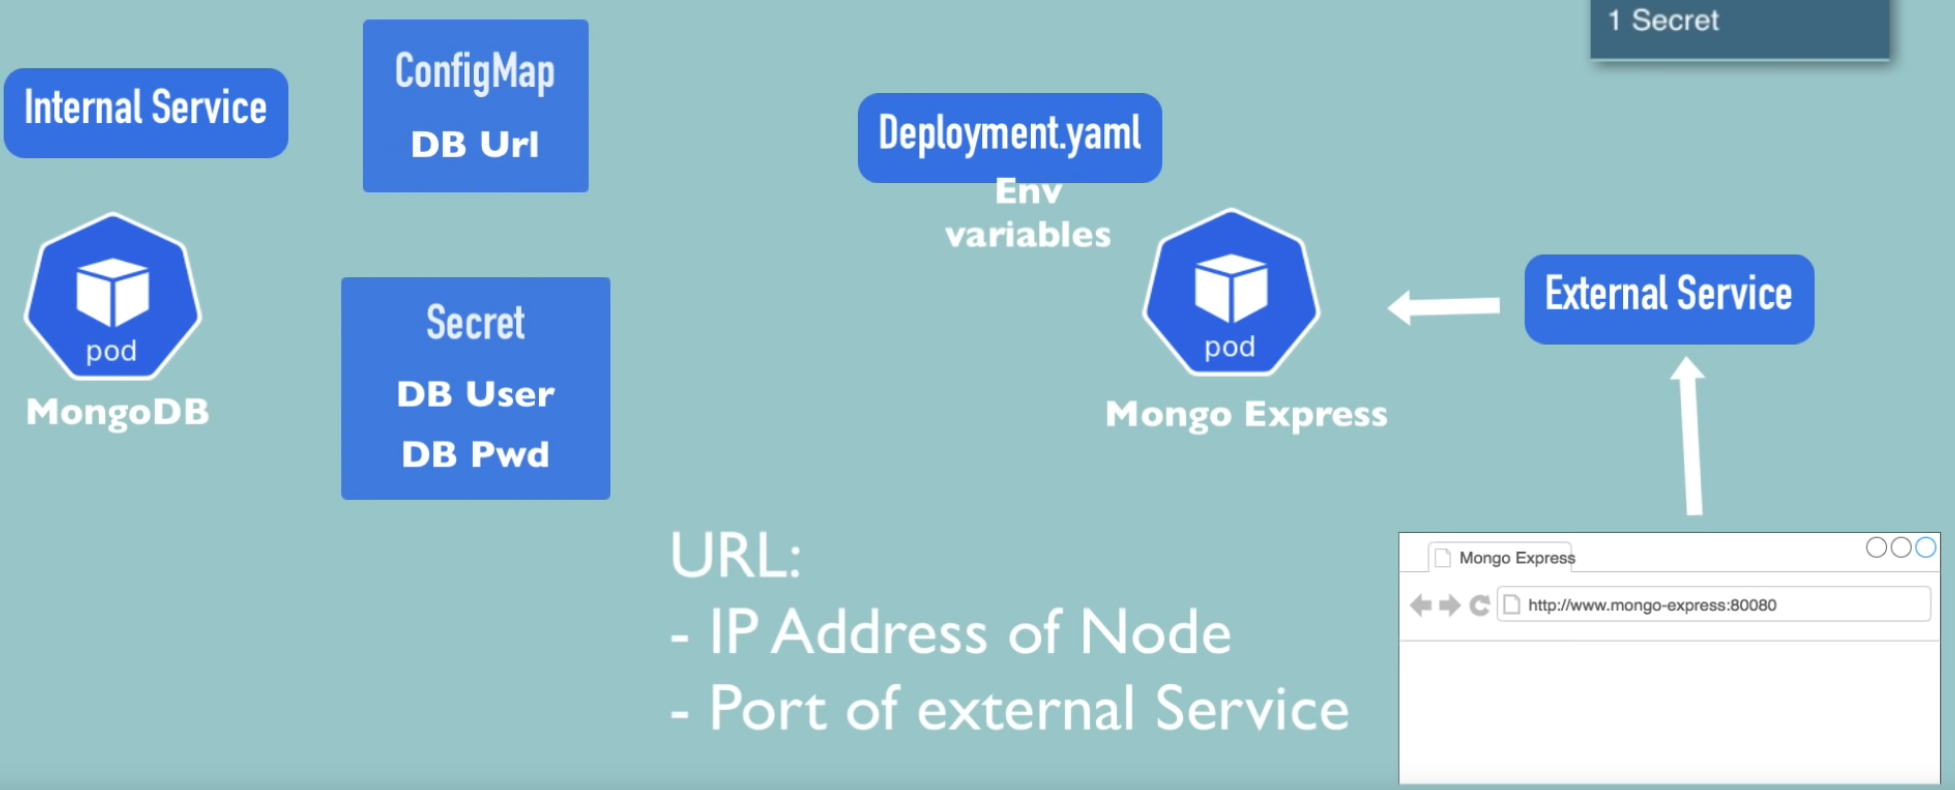 1 Secret
Internal Service
ConfigMap
DB Url
Deployment.yaml
Env
variables
pod
MongoDB
Secret
DB User
DB Pwd
pod
Mongo Express
External Service
URL:
- IP Address of Node
- Port of external Service
Mongo Express
http://www.mongo-express:80080